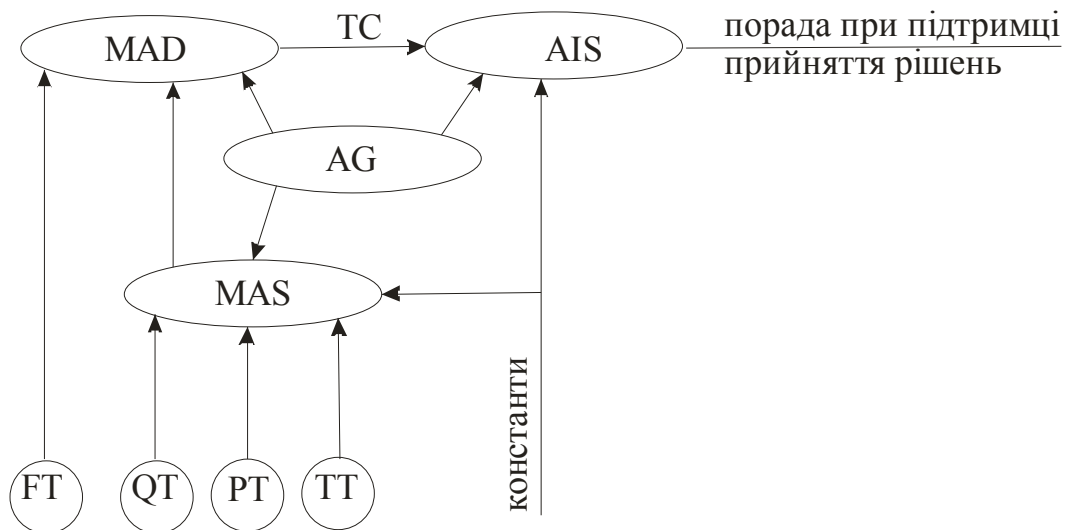 MAD
TC
AIS
порада при підтримці
прийняття рішень
AG
MAS
константи
FT
QT
PT
TT